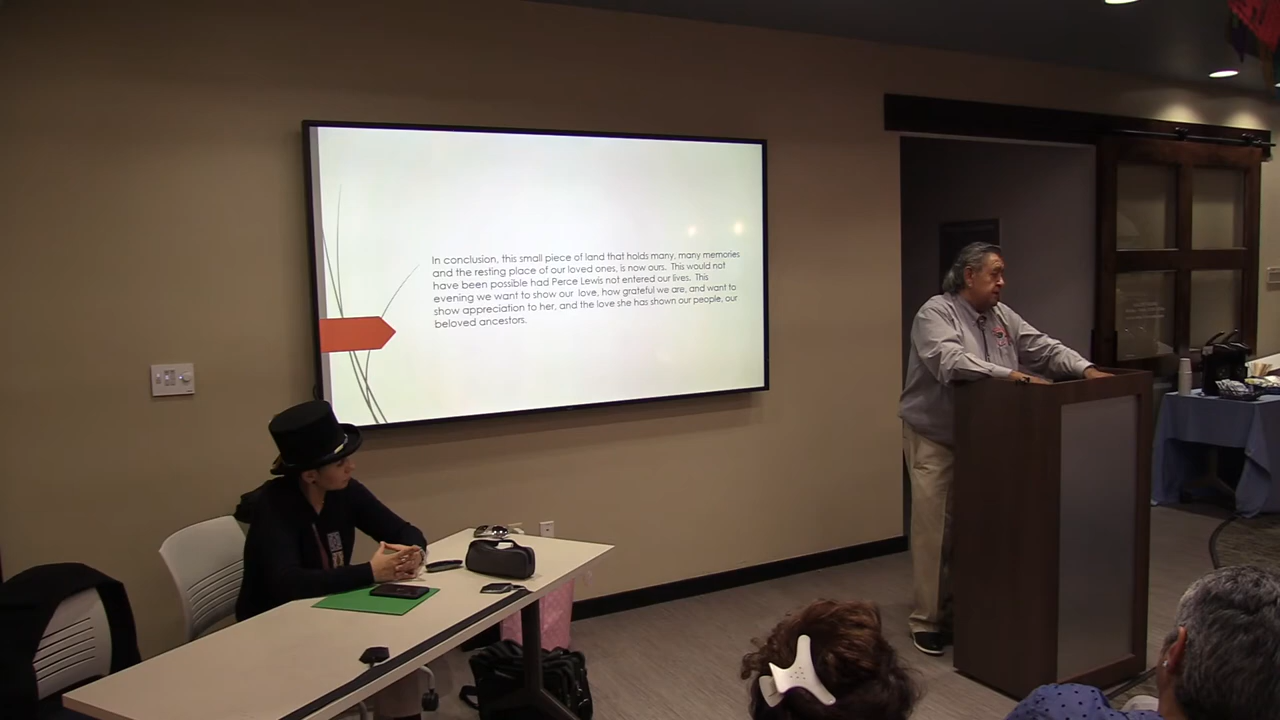 In conclusion, this small piece of land that holds many, many memories
and the resting place of our loved ones, is now ours. This would not
have been possible had Perce Lewis not entered our lives. This
evening we want to show our love, how grateful we are, and want to
show appreciation to her, and the love she has shown our people, our
beloved ancestors.